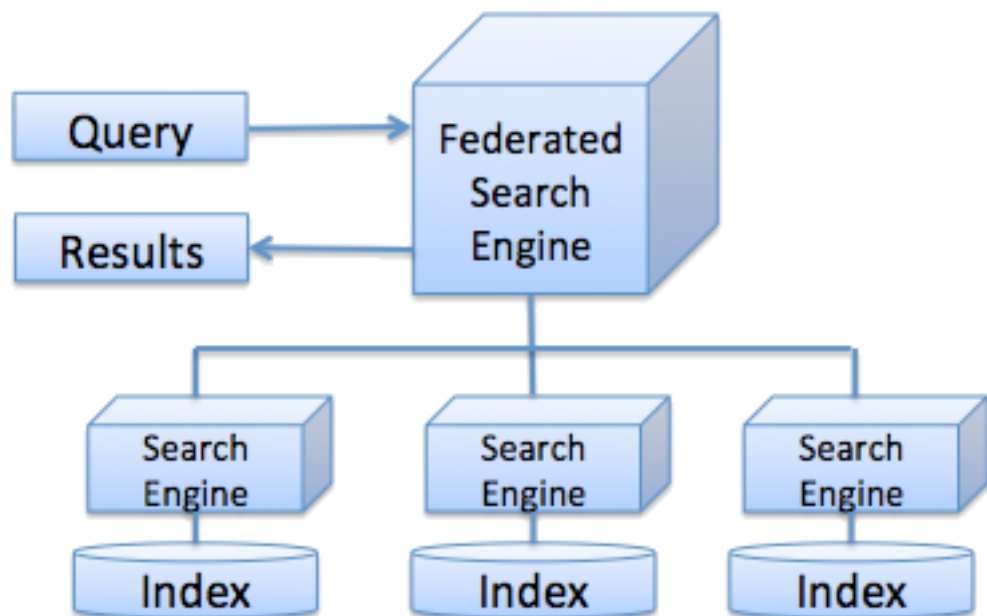 Query
Federated
Search
Engine
Results
Search
Engine
Search
Engine
Search
Engine
Index
Index
Index